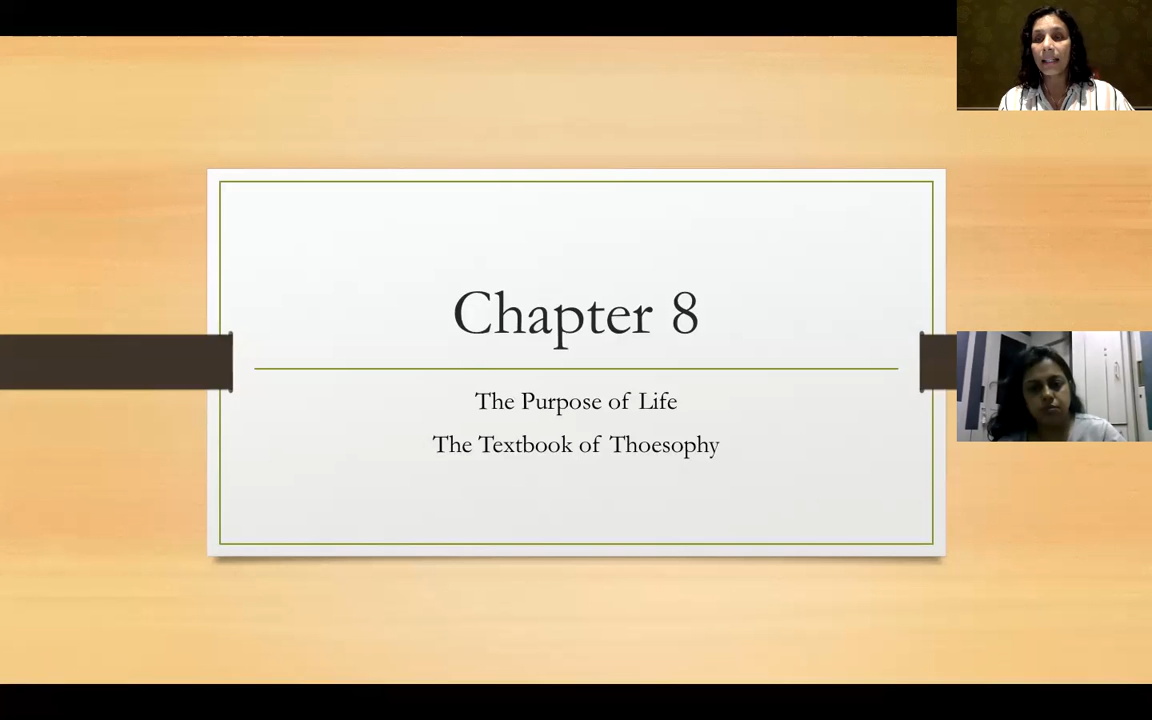 Chapter 8
The Purpose of Life
The Textbook of Thoesophy